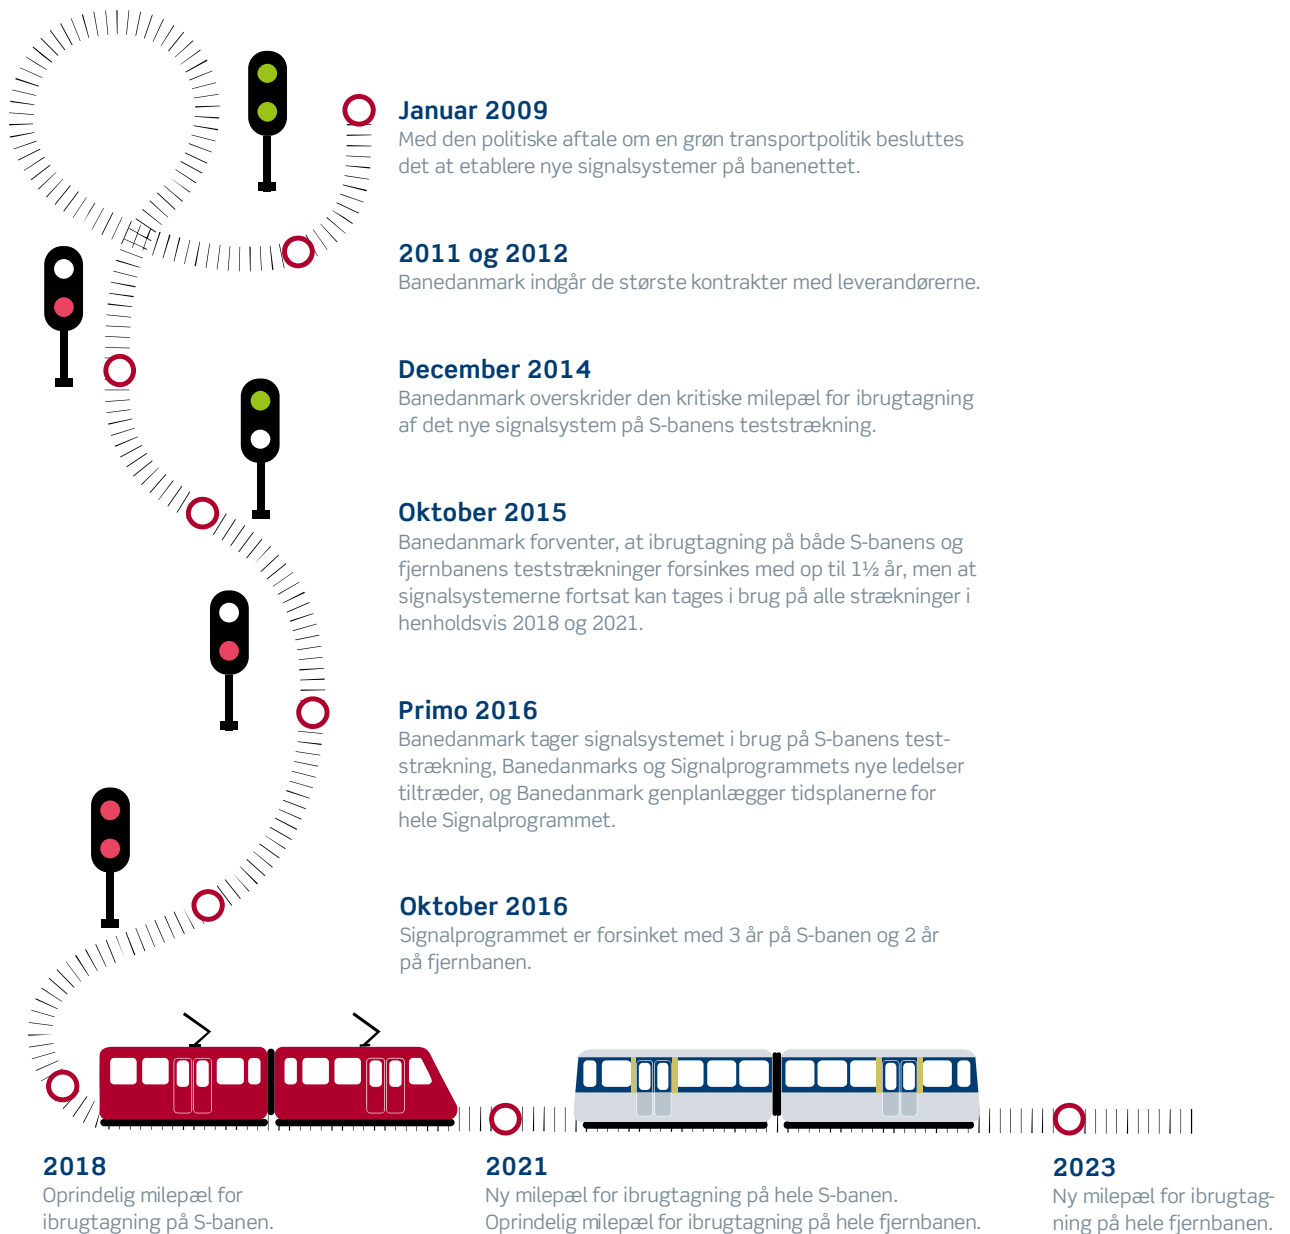 Januar 2009
Med den politiske aftale om en grøn transportpolitik besluttes
det at etablere nye signalsystemer på banenettet.
2011 og 2012
Banedanmark indgår de største kontrakter med leverandørerne.
December 2014
Banedanmark overskrider den kritiske milepæl for ibrugtagning
af det nye signalsystem på S-banens teststrækning.
Oktober 2015
Banedanmark forventer, at ibrugtagning på både S-banens og
fjernbanens teststrækninger forsinkes med op til 1½ år, men at
signalsystemerne fortsat kan tages i brug på alle strækninger i
henholdsvis 2018 og 2021.
Primo 2016
Banedanmark tager signalsystemet i brug på S-banens test-
strækning, Banedanmarks og Signalprogrammets nye ledelser
tiltræder, og Banedanmark genplanlægger tidsplanerne for
hele Signalprogrammet.
Oktober 2016
Signalprogrammet er forsinket med 3 år på S-banen og 2 år
på fjernbanen.
2018
Oprindelig milepæl for
ibrugtagning på S-banen.
2021
Ny milepæl for ibrugtagning på hele S-banen.
Oprindelig milepæl for ibrugtagning på hele fjernbanen.
2023
Ny milepæl for ibrugtag-
ning på hele fjernbanen.